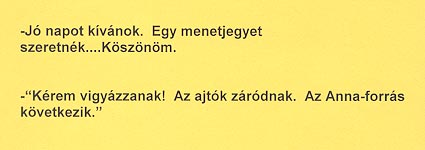 -Jó napot kívánok.  Egy menetjegyet
szeretnék....Köszönöm.
-“Kérem vigyázzanak!  Az ajtók záródnak.  Az Anna-forrás
következik.”